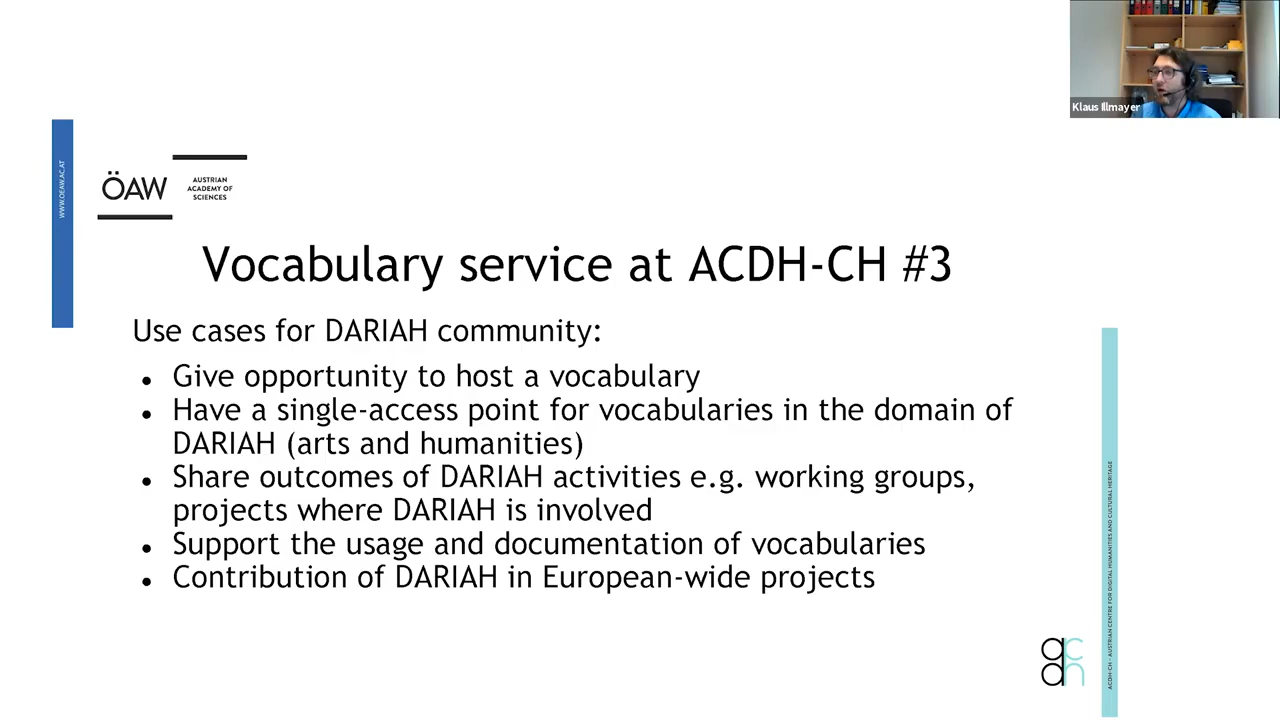 Klaus Illmayer
WWW.OEAW.AC.AT
ÖAW
AUSTRIAN
ACADEMY OF
SCIENCES
Vocabulary service at ACDH-CH #3
Use cases for DARIAH community:
● Give opportunity to host a vocabulary
● Have a single-access point for vocabularies in the domain of
DARIAH (arts and humanities)
● Share outcomes of DARIAH activities e.g. working groups,
projects where DARIAH is involved
● Support the usage and documentation of vocabularies
● Contribution of DARIAH in European-wide projects
ACDH-CH - AUSTRIAN CENTRE FOR DIGITAL HUMANITIES AND CULTURAL HERITAGE
ac
dh